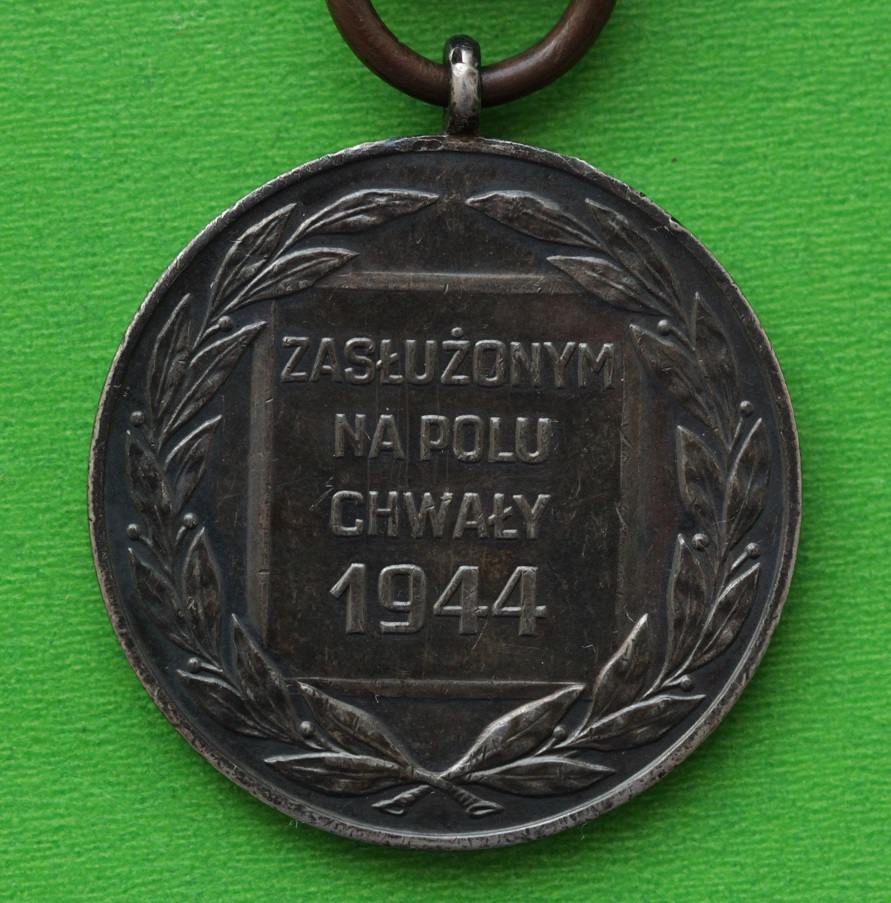 ZASŁUŻONYM
NA POLU
CHWAŁY
1944